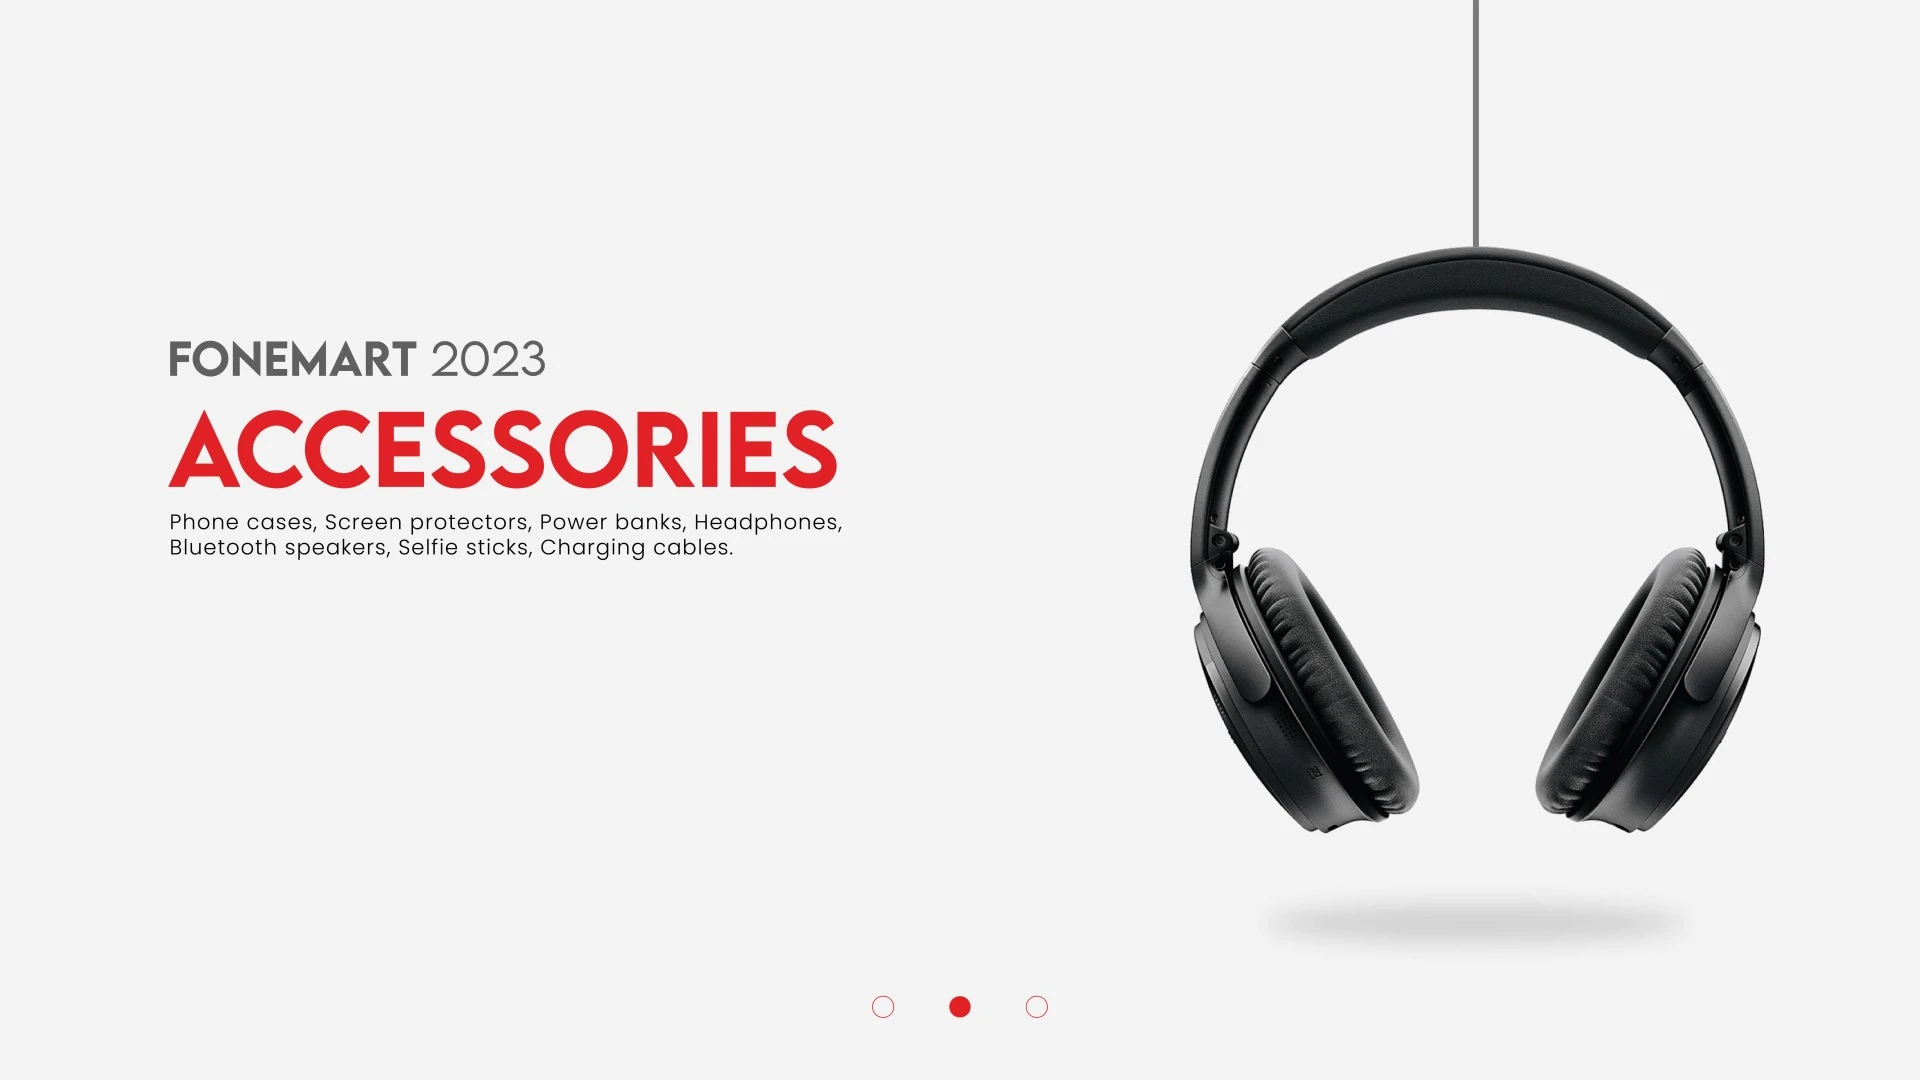 FONEMART 2023
ACCESSORIES
Phone cases, Screen protectors, Power banks, Headphones,
Bluetooth speakers, Selfie sticks, Charging cables.